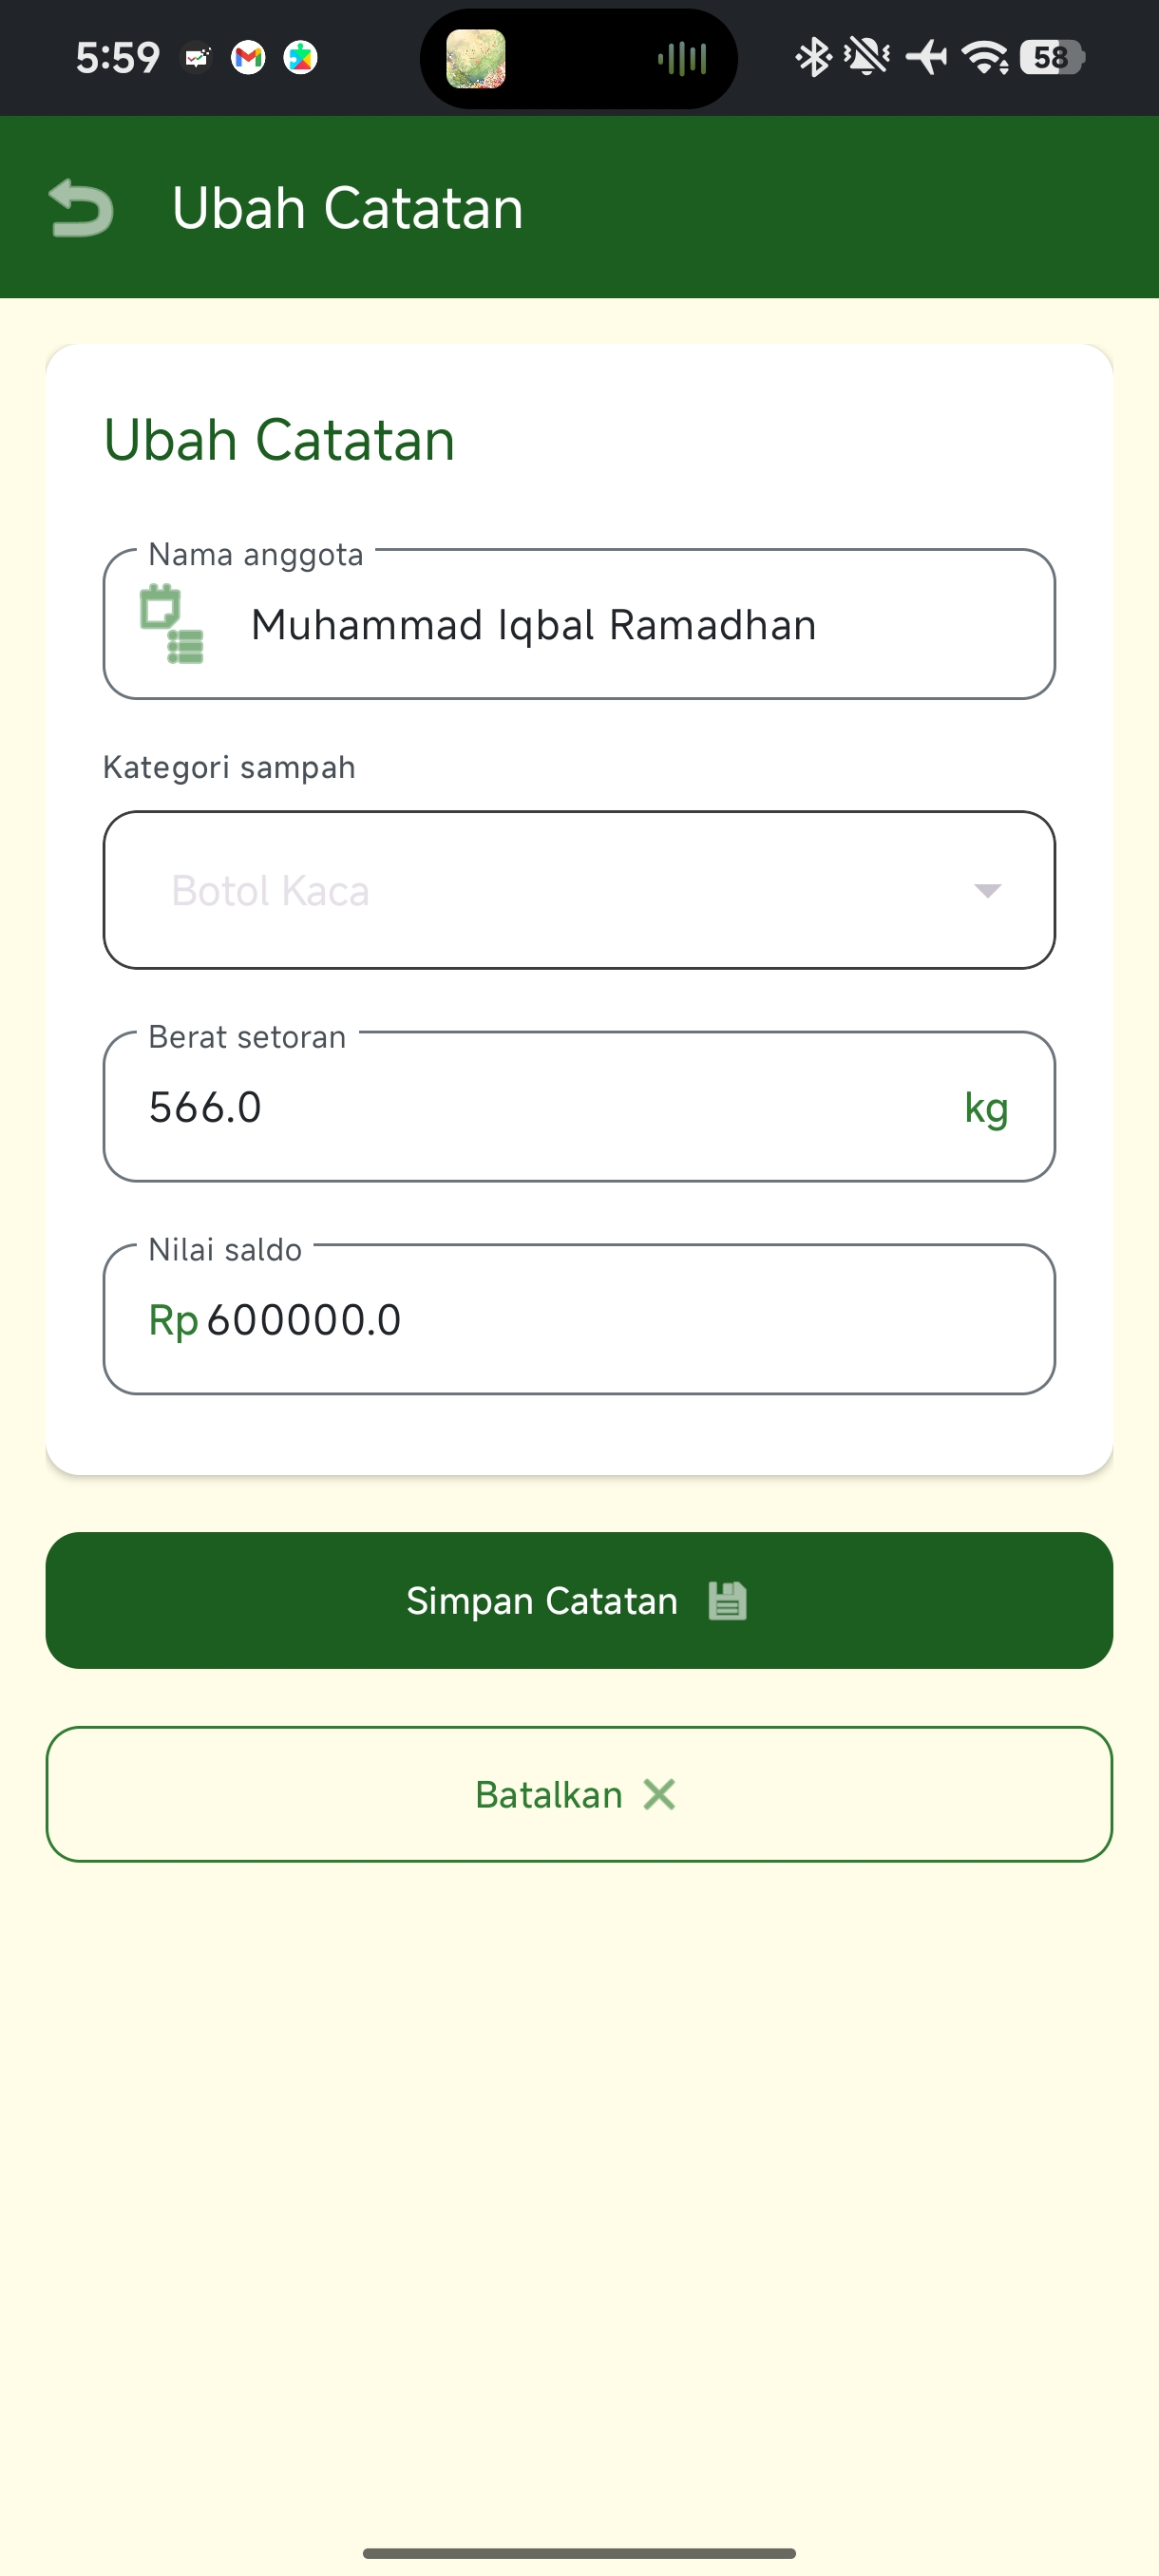 5:59
58
Ubah Catatan
Ubah Catatan
Nama anggota
Muhammad Iqbal Ramadhan
Kategori sampah
Botol Kaca
Berat setoran
566.0 kg
Nilai saldo
Rp 600000.0
Simpan Catatan
Batalkan